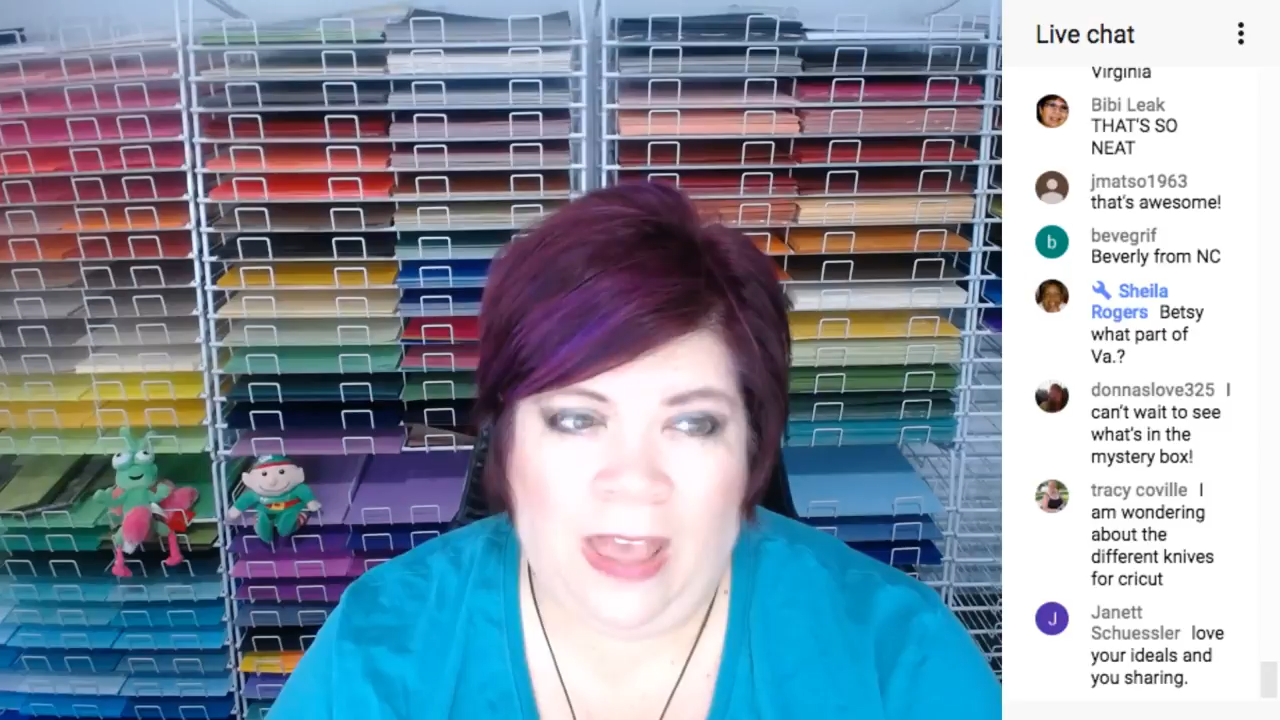 Live chat
Virginia
Bibi Leak
THAT'S SO
NEAT
jmatso1963
that's awesome!
b
bevegrif
Beverly from NC
Sheila
Rogers Betsy
what part of
Va.?
donnaslove325 I
can't wait to see
what's in the
mystery box!
tracy coville I
am wondering
about the
different knives
for cricut
J
Janett
Schuessler love
your ideals and
you sharing.